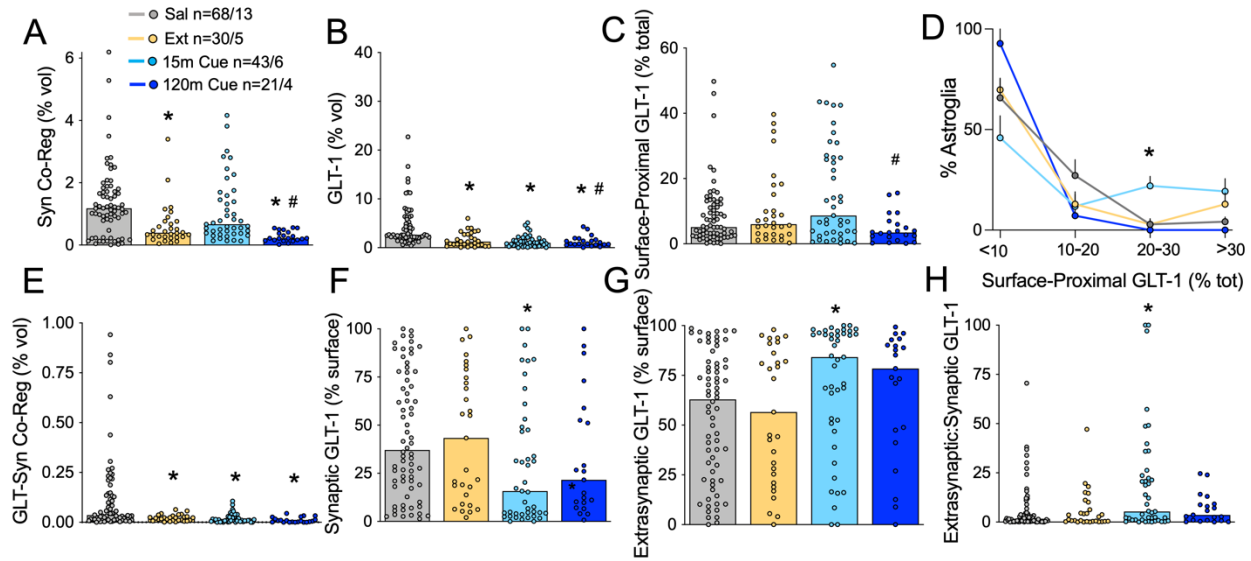 A
Syn Co-Reg (% vol)
6
4
2
0
Sal n=68/13
Ext n=30/5
15m Cue n=43/6
120m Cue n=21/4
*
* #
B
GLT-1 (% vol)
40
30
20
10
0
*
*
* #
C
Surface-Proximal GLT-1 (% total)
60
40
20
0
#
D
% Astroglia
100
50
0
*
<10
10-20
20-30
>30
Surface-Proximal GLT-1 (% tot)
E
GLT-Syn Co-Reg (% vol)
1.00
0.75
0.50
0.25
0.00
*
*
*
F
Synaptic GLT-1 (% surface)
100
75
50
25
0
*
*
G
Extrasynaptic GLT-1 (% surface)
100
75
50
25
0
*
H
Extrasynaptic:Synaptic GLT-1
100
75
50
25
0
*